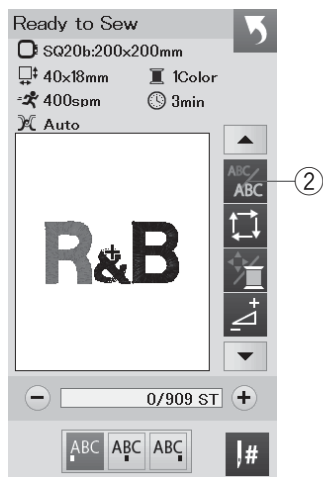 Ready to Sew
SQ20b:200x200mm
40x18mm 1Color
400spm 3min
Auto
ABC/ABC
2
R&B
+
− 0/909 ST +
ABC ABC ABC
#